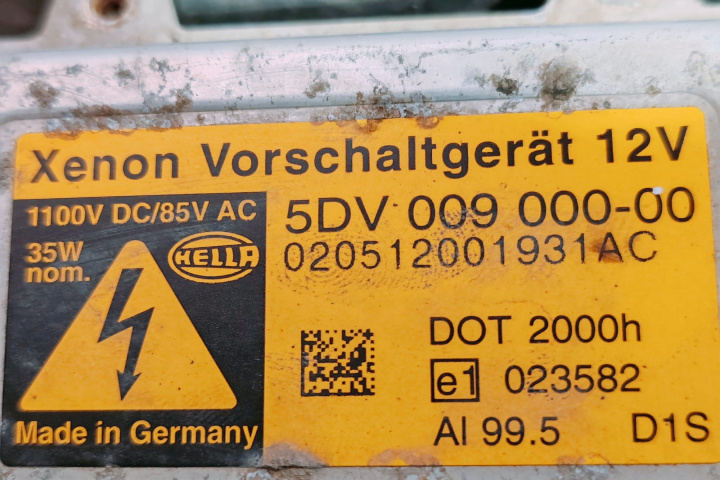 Xenon Vorschaltgerät 12V
1100V DC/85V AC
35W
nom.
HELLA
5DV 009 000-00
020512001931AC
DOT 2000h
e1 023582
Al 99.5 D1S
Made in Germany